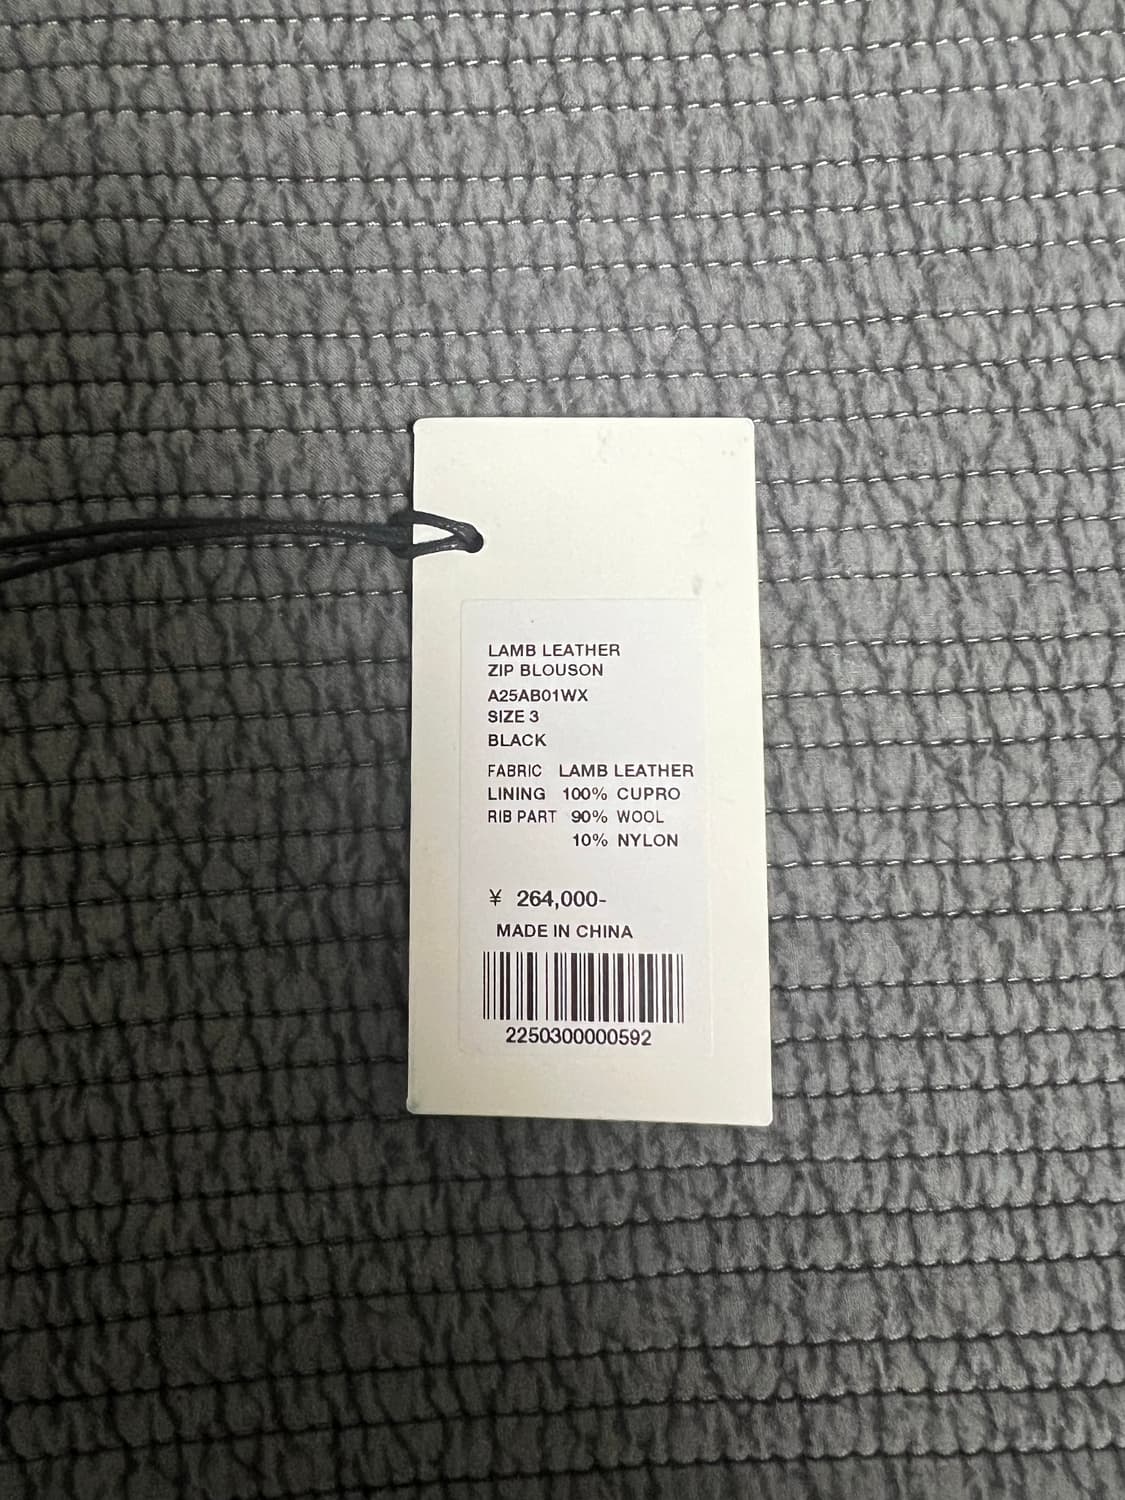 LAMB LEATHER
ZIP BLOUSON
A25AB01WX
SIZE 3
BLACK
FABRIC LAMB LEATHER
LINING 100% CUPRO
RIB PART 90% WOOL
10% NYLON
¥ 264,000-
MADE IN CHINA
2250300000592